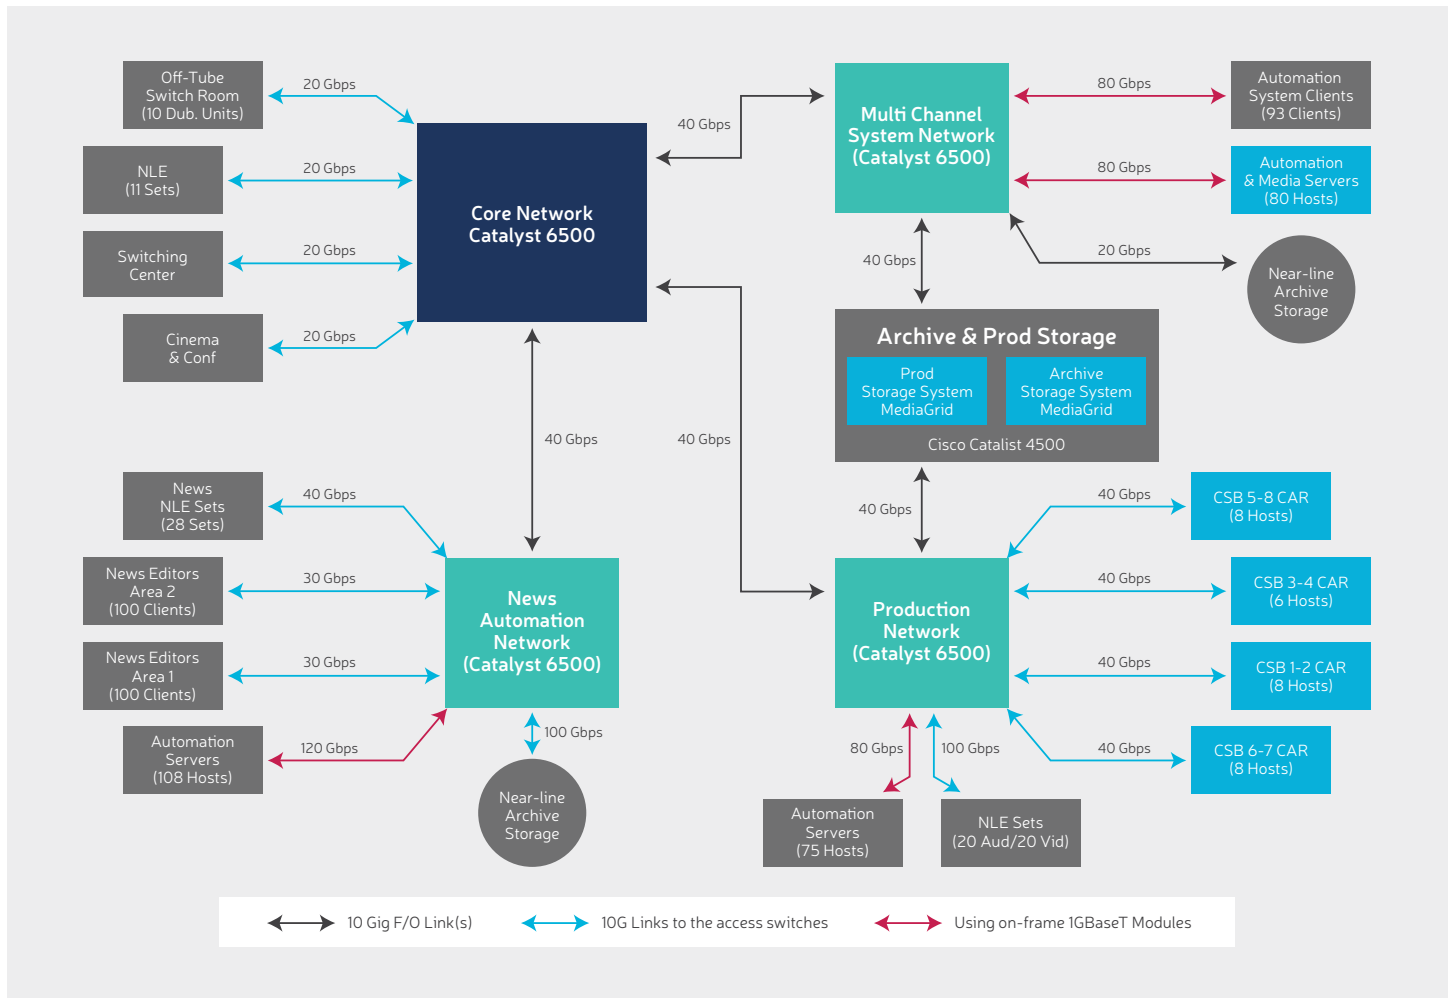 Off-Tube
Switch Room
(10 Dub. Units)
20 Gbps
NLE
(11 Sets)
20 Gbps
Switching
Center
20 Gbps
Cinema
& Conf
20 Gbps
Core Network
Catalyst 6500
40 Gbps
40 Gbps
40 Gbps
Multi Channel
System Network
(Catalyst 6500)
80 Gbps
Automation
System Clients
(93 Clients)
80 Gbps
Automation
& Media Servers
(80 Hosts)
20 Gbps
Near-line
Archive
Storage
40 Gbps
Archive & Prod Storage
Prod
Storage System
MediaGrid
Archive
Storage System
MediaGrid
Cisco Catalist 4500
40 Gbps
News
NLE Sets
(28 Sets)
40 Gbps
News Editors
Area 2
(100 Clients)
30 Gbps
News Editors
Area 1
(100 Clients)
30 Gbps
Automation
Servers
(108 Hosts)
120 Gbps
News
Automation
Network
(Catalyst 6500)
100 Gbps
Near-line
Archive
Storage
Production
Network
(Catalyst 6500)
40 Gbps
CSB 5-8 CAR
(8 Hosts)
40 Gbps
CSB 3-4 CAR
(6 Hosts)
40 Gbps
CSB 1-2 CAR
(8 Hosts)
40 Gbps
CSB 6-7 CAR
(8 Hosts)
80 Gbps
100 Gbps
Automation
Servers
(75 Hosts)
NLE Sets
(20 Aud/20 Vid)
10 Gig F/O Link(s)
10G Links to the access switches
Using on-frame 1GBaseT Modules